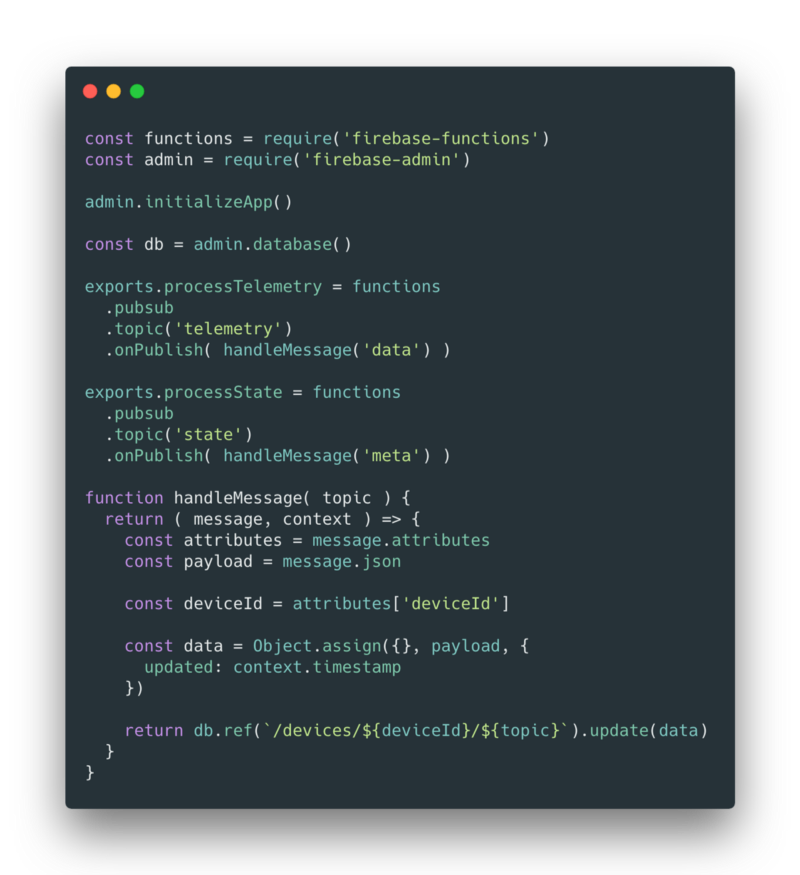 const functions = require('firebase-functions')
const admin = require('firebase-admin')

admin.initializeApp()

const db = admin.database()

exports.processTelemetry = functions
  .pubsub
  .topic('telemetry')
  .onPublish( handleMessage('data') )

exports.processState = functions
  .pubsub
  .topic('state')
  .onPublish( handleMessage('meta') )

function handleMessage( topic ) {
  return ( message, context ) => {
    const attributes = message.attributes
    const payload = message.json

    const deviceId = attributes['deviceId']

    const data = Object.assign({}, payload, {
      updated: context.timestamp
    })

    return db.ref(`/devices/${deviceId}/${topic}`).update(data)
  }
}